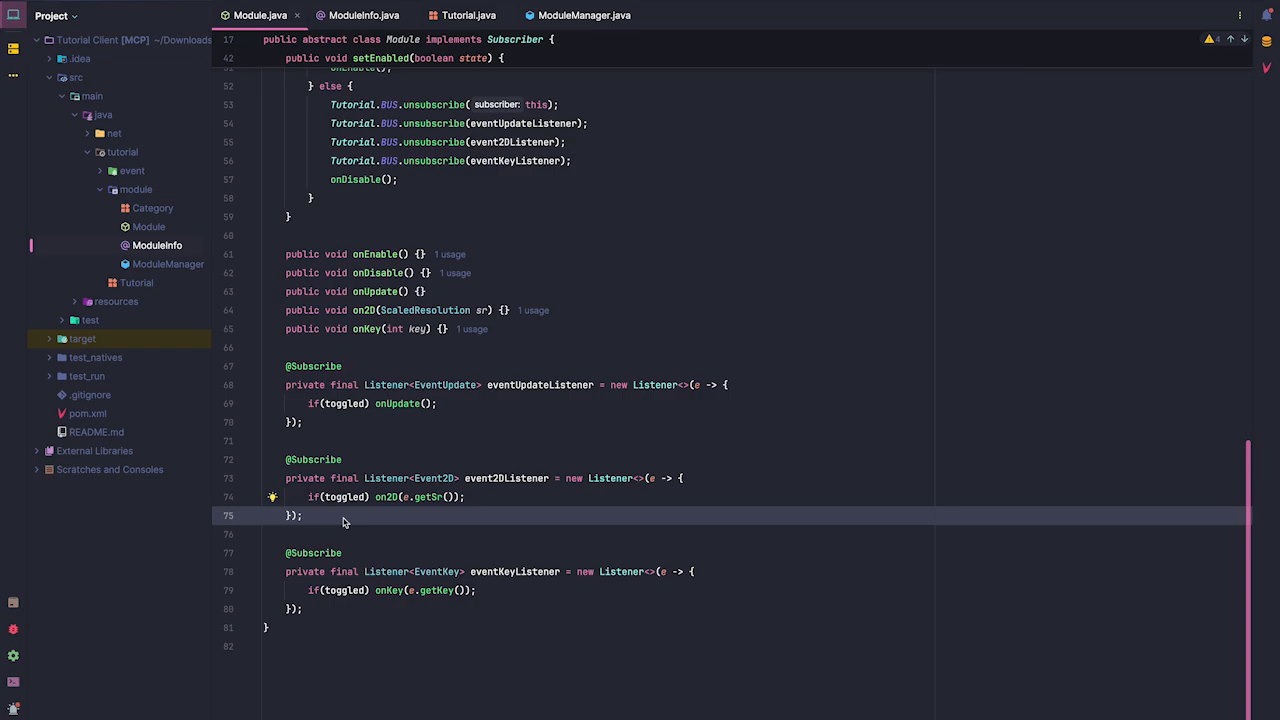 Project
Module.java
ModuleInfo.java
Tutorial.java
ModuleManager.java
Tutorial Client [MCP] ~/Downloads
.idea
src
main
java
net
tutorial
event
module
Category
Module
ModuleInfo
ModuleManager
Tutorial
resources
test
target
test_natives
test_run
.gitignore
pom.xml
README.md
External Libraries
Scratches and Consoles
4
17 public abstract class Module implements Subscriber {
42 public void setEnabled(boolean state) {
51 onEnable();
52 } else {
53 Tutorial.BUS.unsubscribe( subscriber: this);
54 Tutorial.BUS.unsubscribe(eventUpdateListener);
55 Tutorial.BUS.unsubscribe(event2DListener);
56 Tutorial.BUS.unsubscribe(eventKeyListener);
57 onDisable();
58 }
59 }
60
61 public void onEnable() {} 1 usage
62 public void onDisable() {} 1 usage
63 public void onUpdate() {}
64 public void on2D(ScaledResolution sr) {} 1 usage
65 public void onKey(int key) {} 1 usage
66
67 @Subscribe
68 private final Listener<EventUpdate> eventUpdateListener = new Listener<>(e -> {
69 if(toggled) onUpdate();
70 });
71
72 @Subscribe
73 private final Listener<Event2D> event2DListener = new Listener<>(e -> {
74 if(toggled) on2D(e.getSr());
75 });
76
77 @Subscribe
78 private final Listener<EventKey> eventKeyListener = new Listener<>(e -> {
79 if(toggled) onKey(e.getKey());
80 });
81 }
82